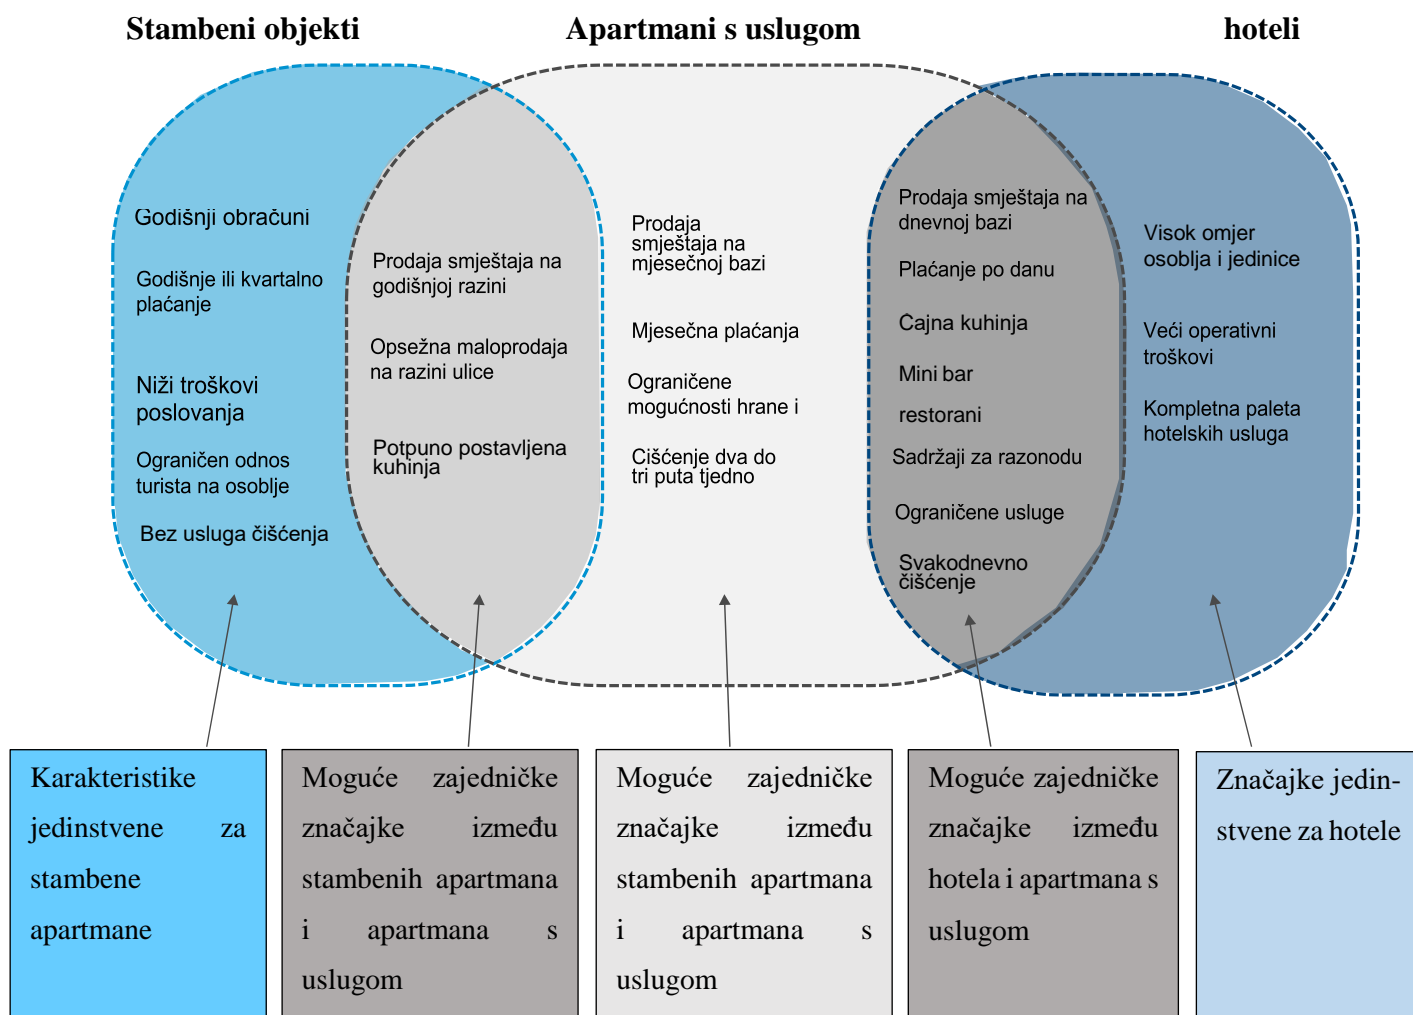 Stambeni objekti
Apartmani s uslugom
hoteli
Godišnji obračuni
Godišnje ili kvartalno
plaćanje
Niži troškovi
poslovanja
Ograničen odnos
turista na osoblje
Bez usluga čišćenja
Prodaja smještaja na
godišnjoj razini
Opsežna maloprodaja
na razini ulice
Potpuno postavljena
kuhinja
Prodaja
smještaja na
mjesečnoj bazi
Mjesečna plaćanja
Ograničene
mogućnosti hrane i
Cišćenje dva do
tri puta tjedno
Prodaja smještaja na
dnevnoj bazi
Plaćanje po danu
Cajna kuhinja
Mini bar
restorani
Sadržaji za razonodu
Ograničene usluge
Svakodnevno
čišćenje
Visok omjer
osoblja i jedinice
Veći operativni
troškovi
Kompletna paleta
hotelskih usluga
Karakteristike
jedinstvene za
stambene
apartmane
Moguće zajedničke
značajke između
stambenih apartmana
i apartmana s
uslugom
Moguće zajedničke
značajke između
stambenih apartmana
i apartmana s
uslugom
Moguće zajedničke
značajke između
hotela i apartmana s
uslugom
Značajke jedin-
stvene za hotele